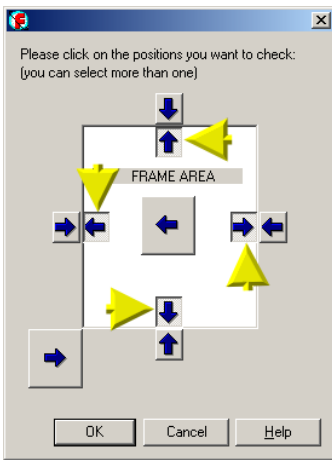 Please click on the positions you want to check:
(you can select more than one)
FRAME AREA
OK Cancel Help